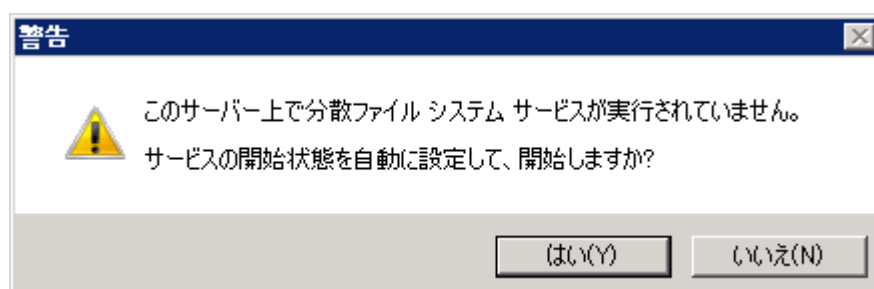 警告
このサーバー上で分散ファイル システム サービスが実行されていません。
サービスの開始状態を自動に設定して、開始しますか?
はい(Y)
いいえ(N)